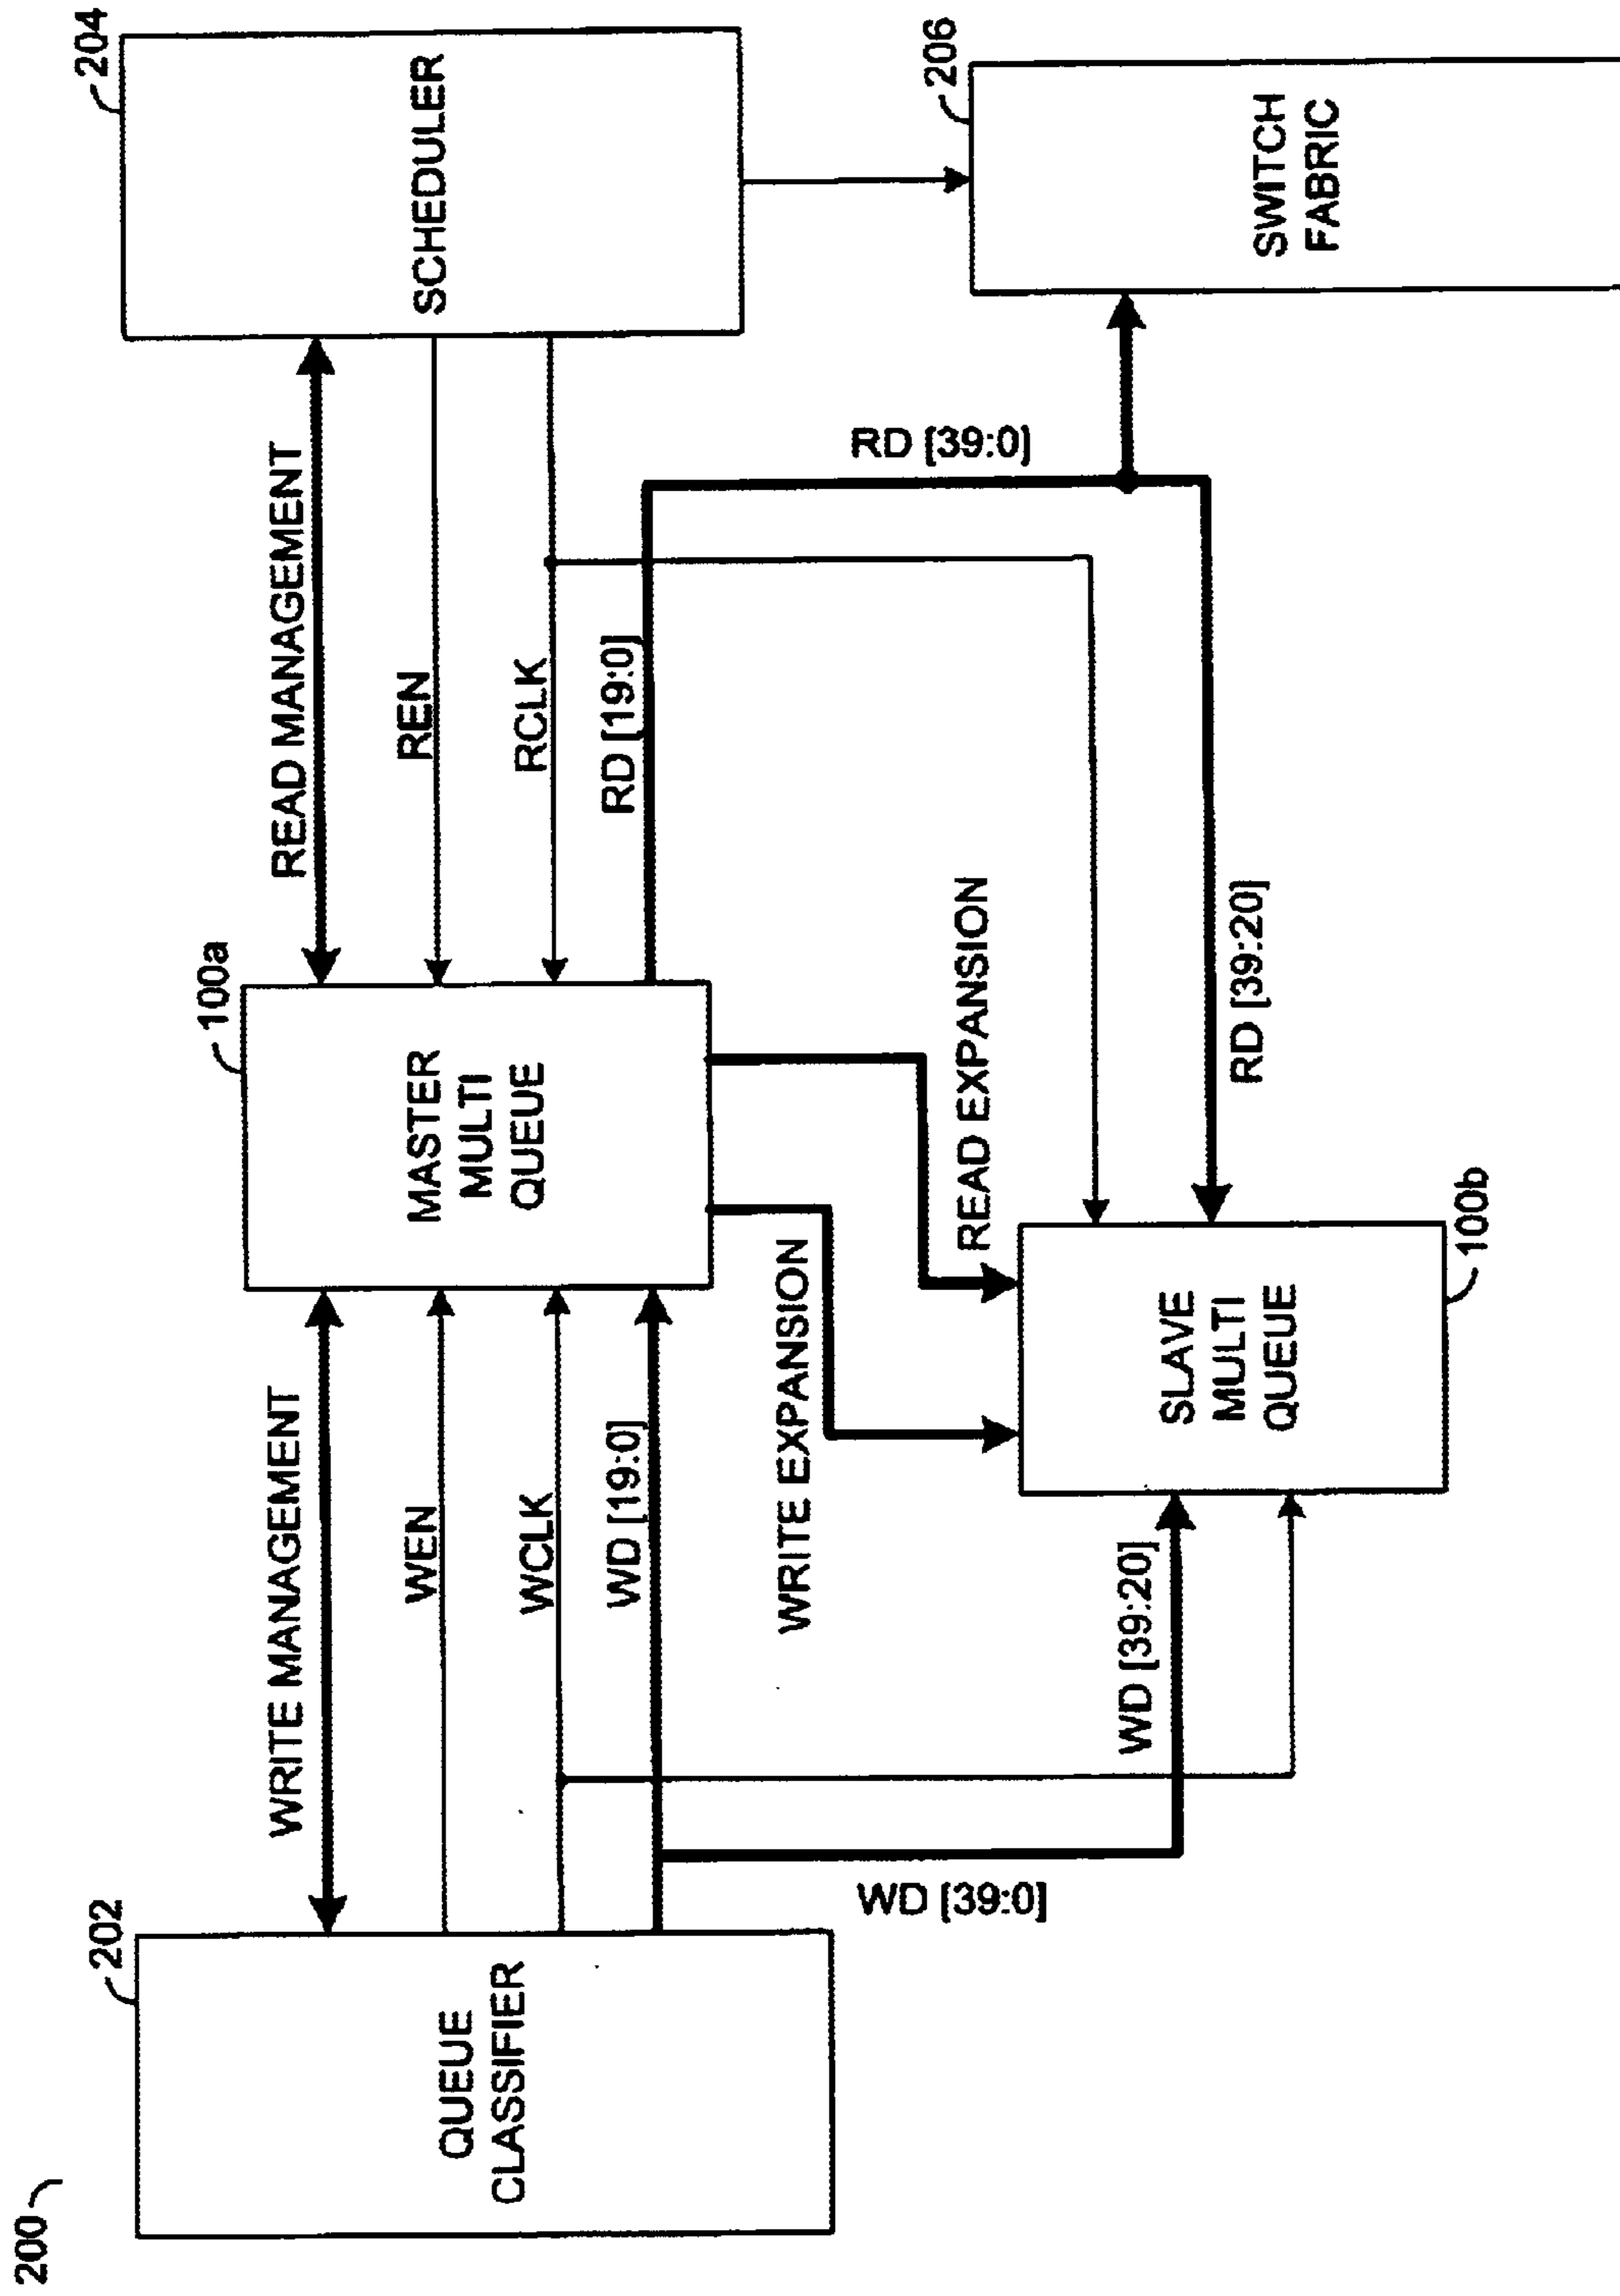 200
202
QUEUE
CLASSIFIER
WRITE MANAGEMENT
WEN
WCLK
WD [19:0]
WD [39:0]
WD [39:20]
100a
MASTER
MULTI
QUEUE
WRITE EXPANSION
READ EXPANSION
SLAVE
MULTI
QUEUE
100b
READ MANAGEMENT
REN
RCLK
RD [19:0]
RD [39:0]
RD [39:20]
204
SCHEDULER
206
SWITCH
FABRIC